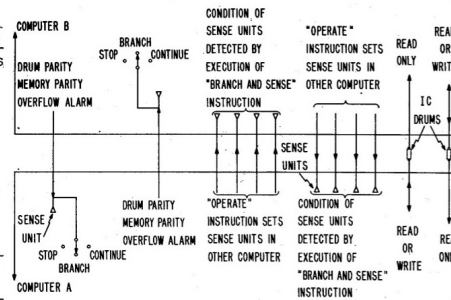 COMPUTER B
DRUM PARITY
MEMORY PARITY
OVERFLOW ALARM
BRANCH
STOP
CONTINUE
CONDITION OF
SENSE UNITS
DETECTED BY
EXECUTION OF
"BRANCH AND SENSE"
INSTRUCTION
"OPERATE"
INSTRUCTION SETS
SENSE UNITS IN
OTHER COMPUTER
READ
ONLY
OR
IC
DRUMS
SENSE
UNITS
SENSE
UNIT
STOP
CONTINUE
BRANCH
COMPUTER A
DRUM PARITY
MEMORY PARITY
OVERFLOW ALARM
"OPERATE"
INSTRUCTION SETS
SENSE UNITS IN
OTHER COMPUTER
CONDITION OF
SENSE UNITS
DETECTED BY
EXECUTION OF
"BRANCH AND SENSE"
INSTRUCTION
READ
OR
WRITE